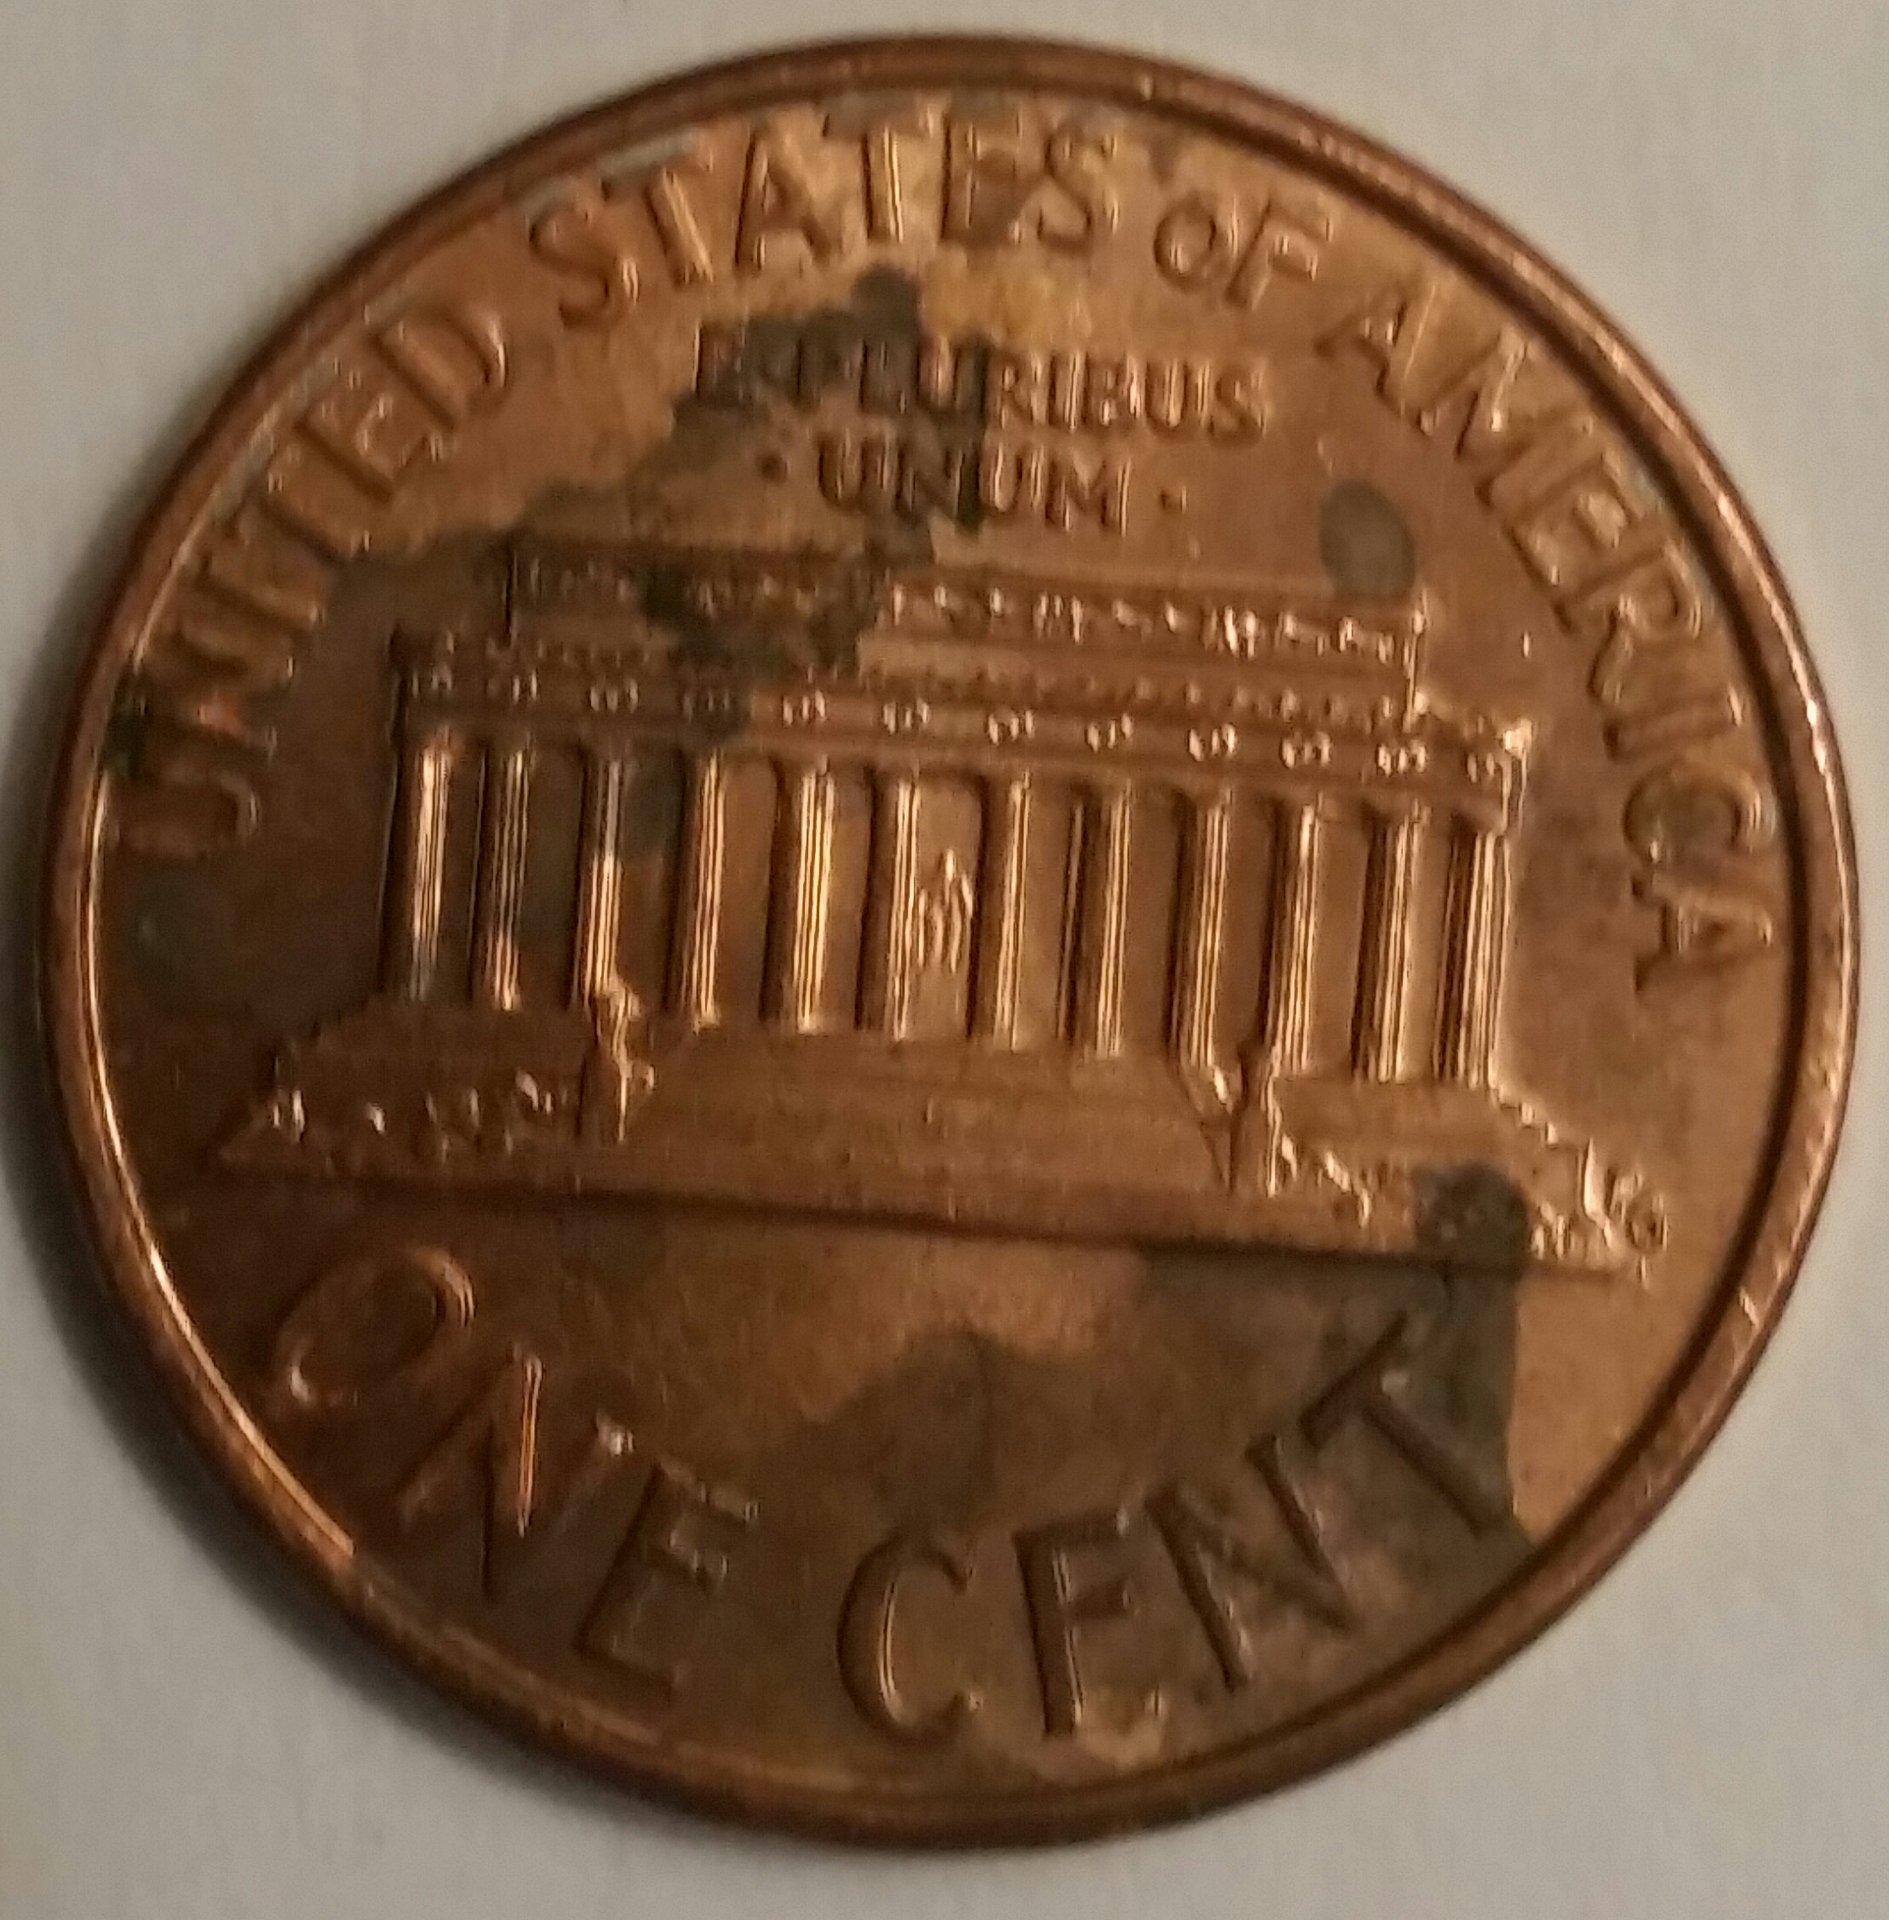 UNITED STATES OF AMERICA
E PLURIBUS
· UNUM ·
ONE CENT